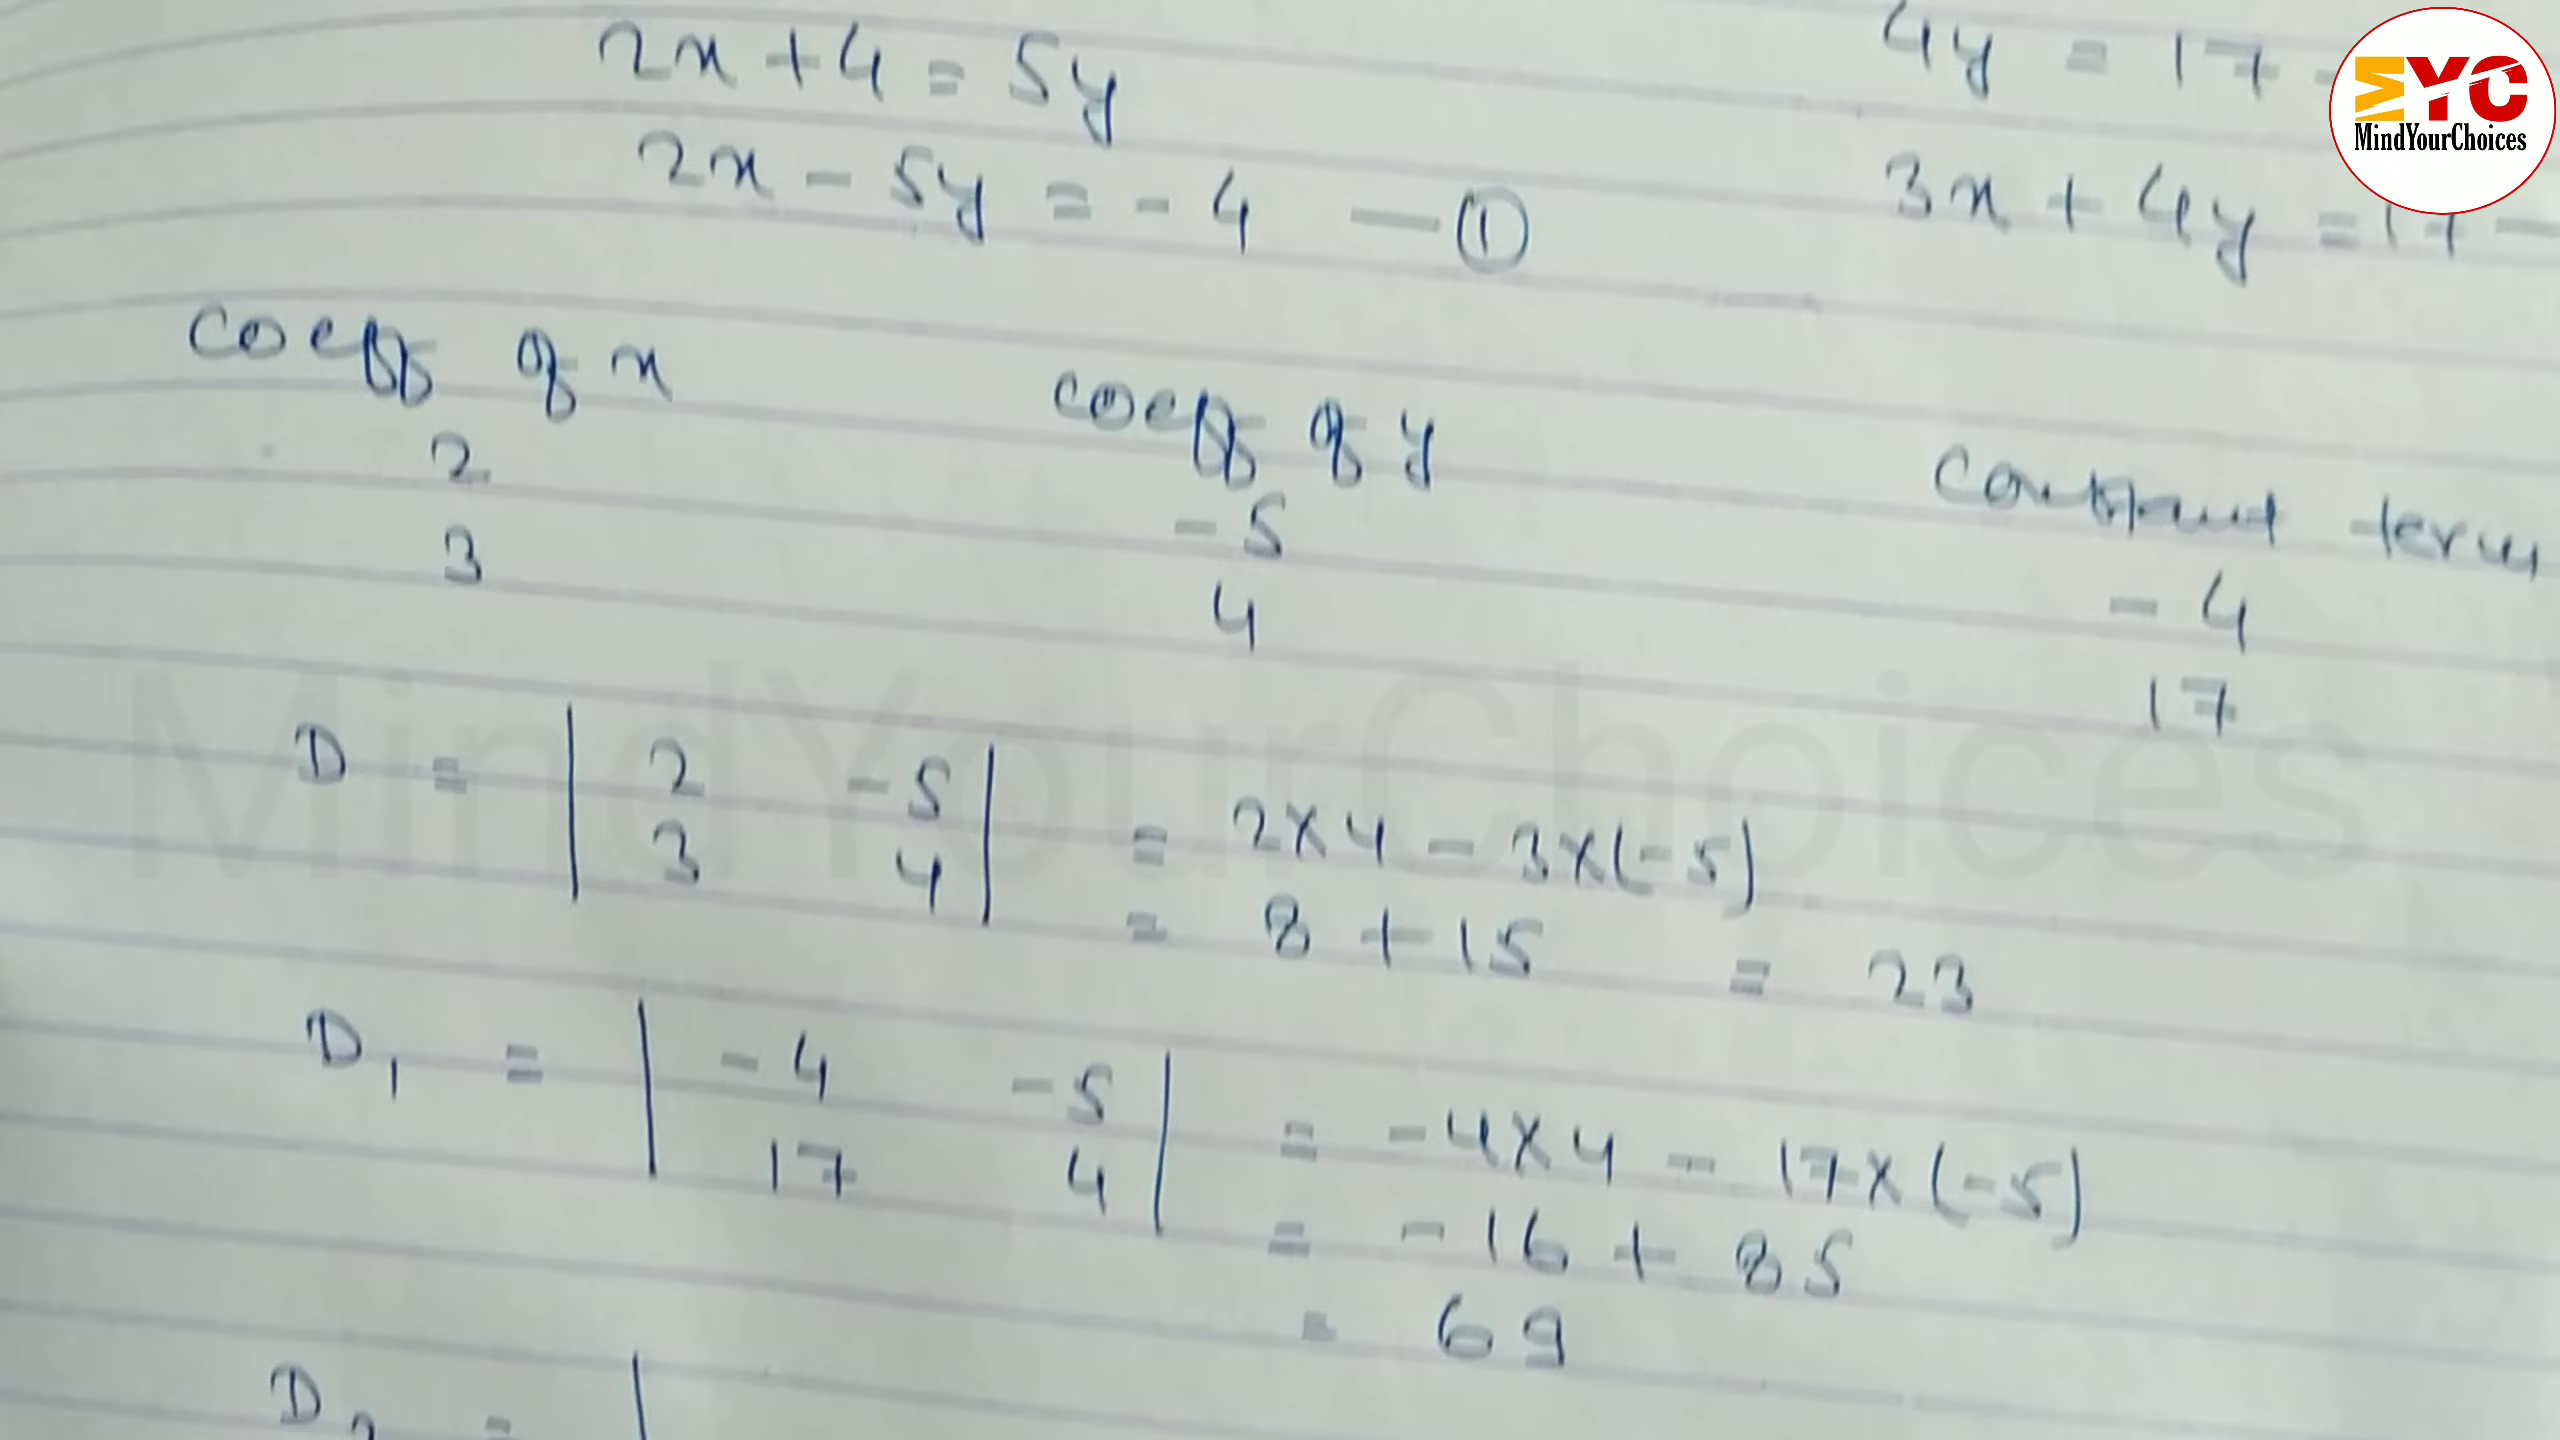 2x + 4 = 5y
4y = 17 -
2x - 5y = - 4 — ①
3x + 4y = 17 —
MYC
MindYourChoices
coeff of x
coeff of y
constant term
2
- 5
- 4
3
4
17
MindYourChoices
D = | 2 -5 | = 2×4 - 3×(-5)
| 3 4 | = 8 + 15 = 23
D1 = | -4 -5 | = -4×4 - 17×(-5)
| 17 4 | = -16 + 85
= 69
D2 = |